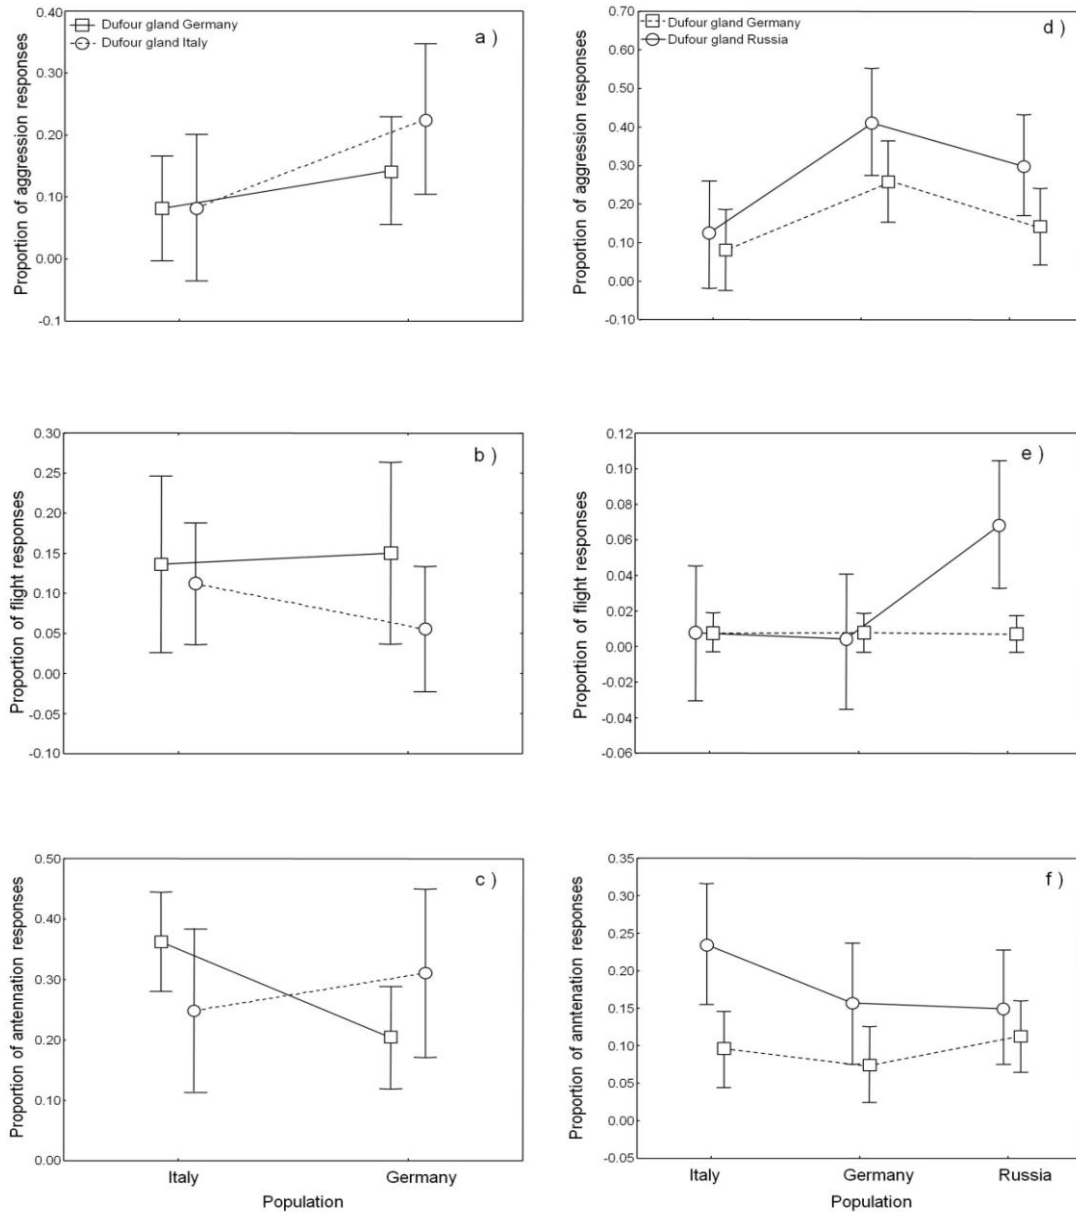 0.40
0.30
0.20
0.10
0.00
-0.1
Proportion of aggression responses
Dufour gland Germany
Dufour gland Italy
a )
0.70
0.60
0.50
0.40
0.30
0.20
0.10
0.00
-0.10
Proportion of aggression responses
Dufour gland Germany
Dufour gland Russia
d )
0.30
0.25
0.20
0.15
0.10
0.05
0.00
-0.05
-0.10
Proportion of flight responses
b )
0.12
0.10
0.08
0.06
0.04
0.02
0.00
-0.02
-0.04
-0.06
Proportion of flight responses
e )
0.50
0.40
0.30
0.20
0.10
0.00
Proportion of antennation responses
c )
Italy
Germany
Population
0.35
0.30
0.25
0.20
0.15
0.10
0.05
0.00
-0.05
Proportion of anntenation responses
f )
Italy
Germany
Russia
Population